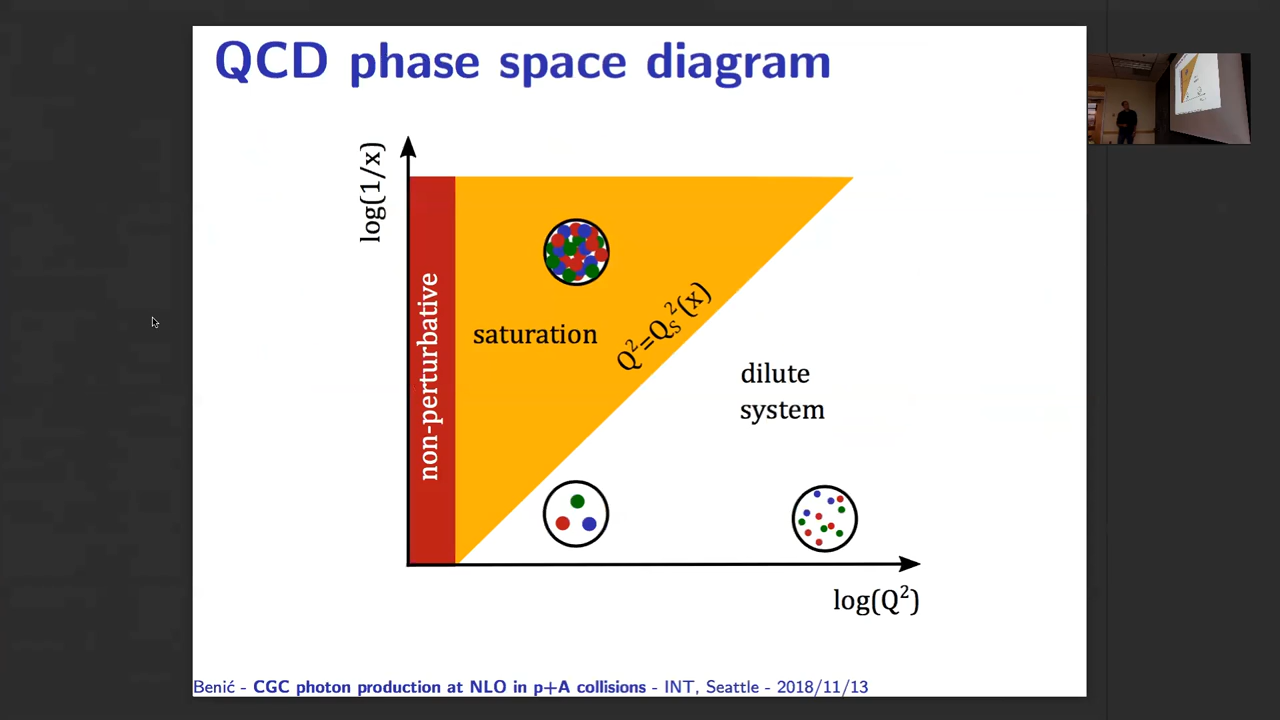 QCD phase space diagram
log(1/x)
non-perturbative
saturation
Q²=Q_S²(x)
dilute
system
log(Q²)
Benić - CGC photon production at NLO in p+A collisions - INT, Seattle - 2018/11/13